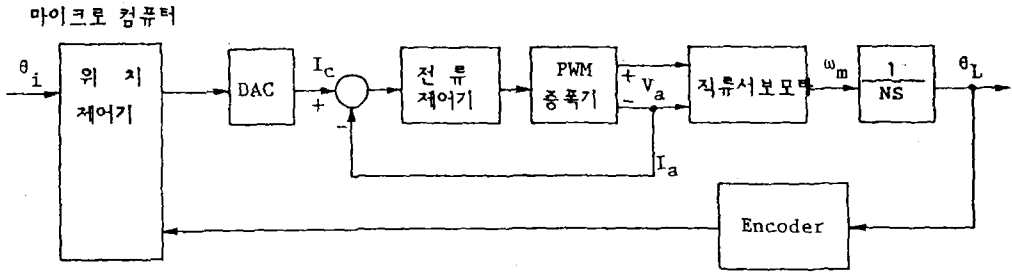 마이크로 컴퓨터
θi
위 치
제어기
DAC
Ic
+
-
전 류
제어기
PWM
증폭기
+
Va
-
Ia
직류서보모터
ωm
1
NS
θL
Encoder